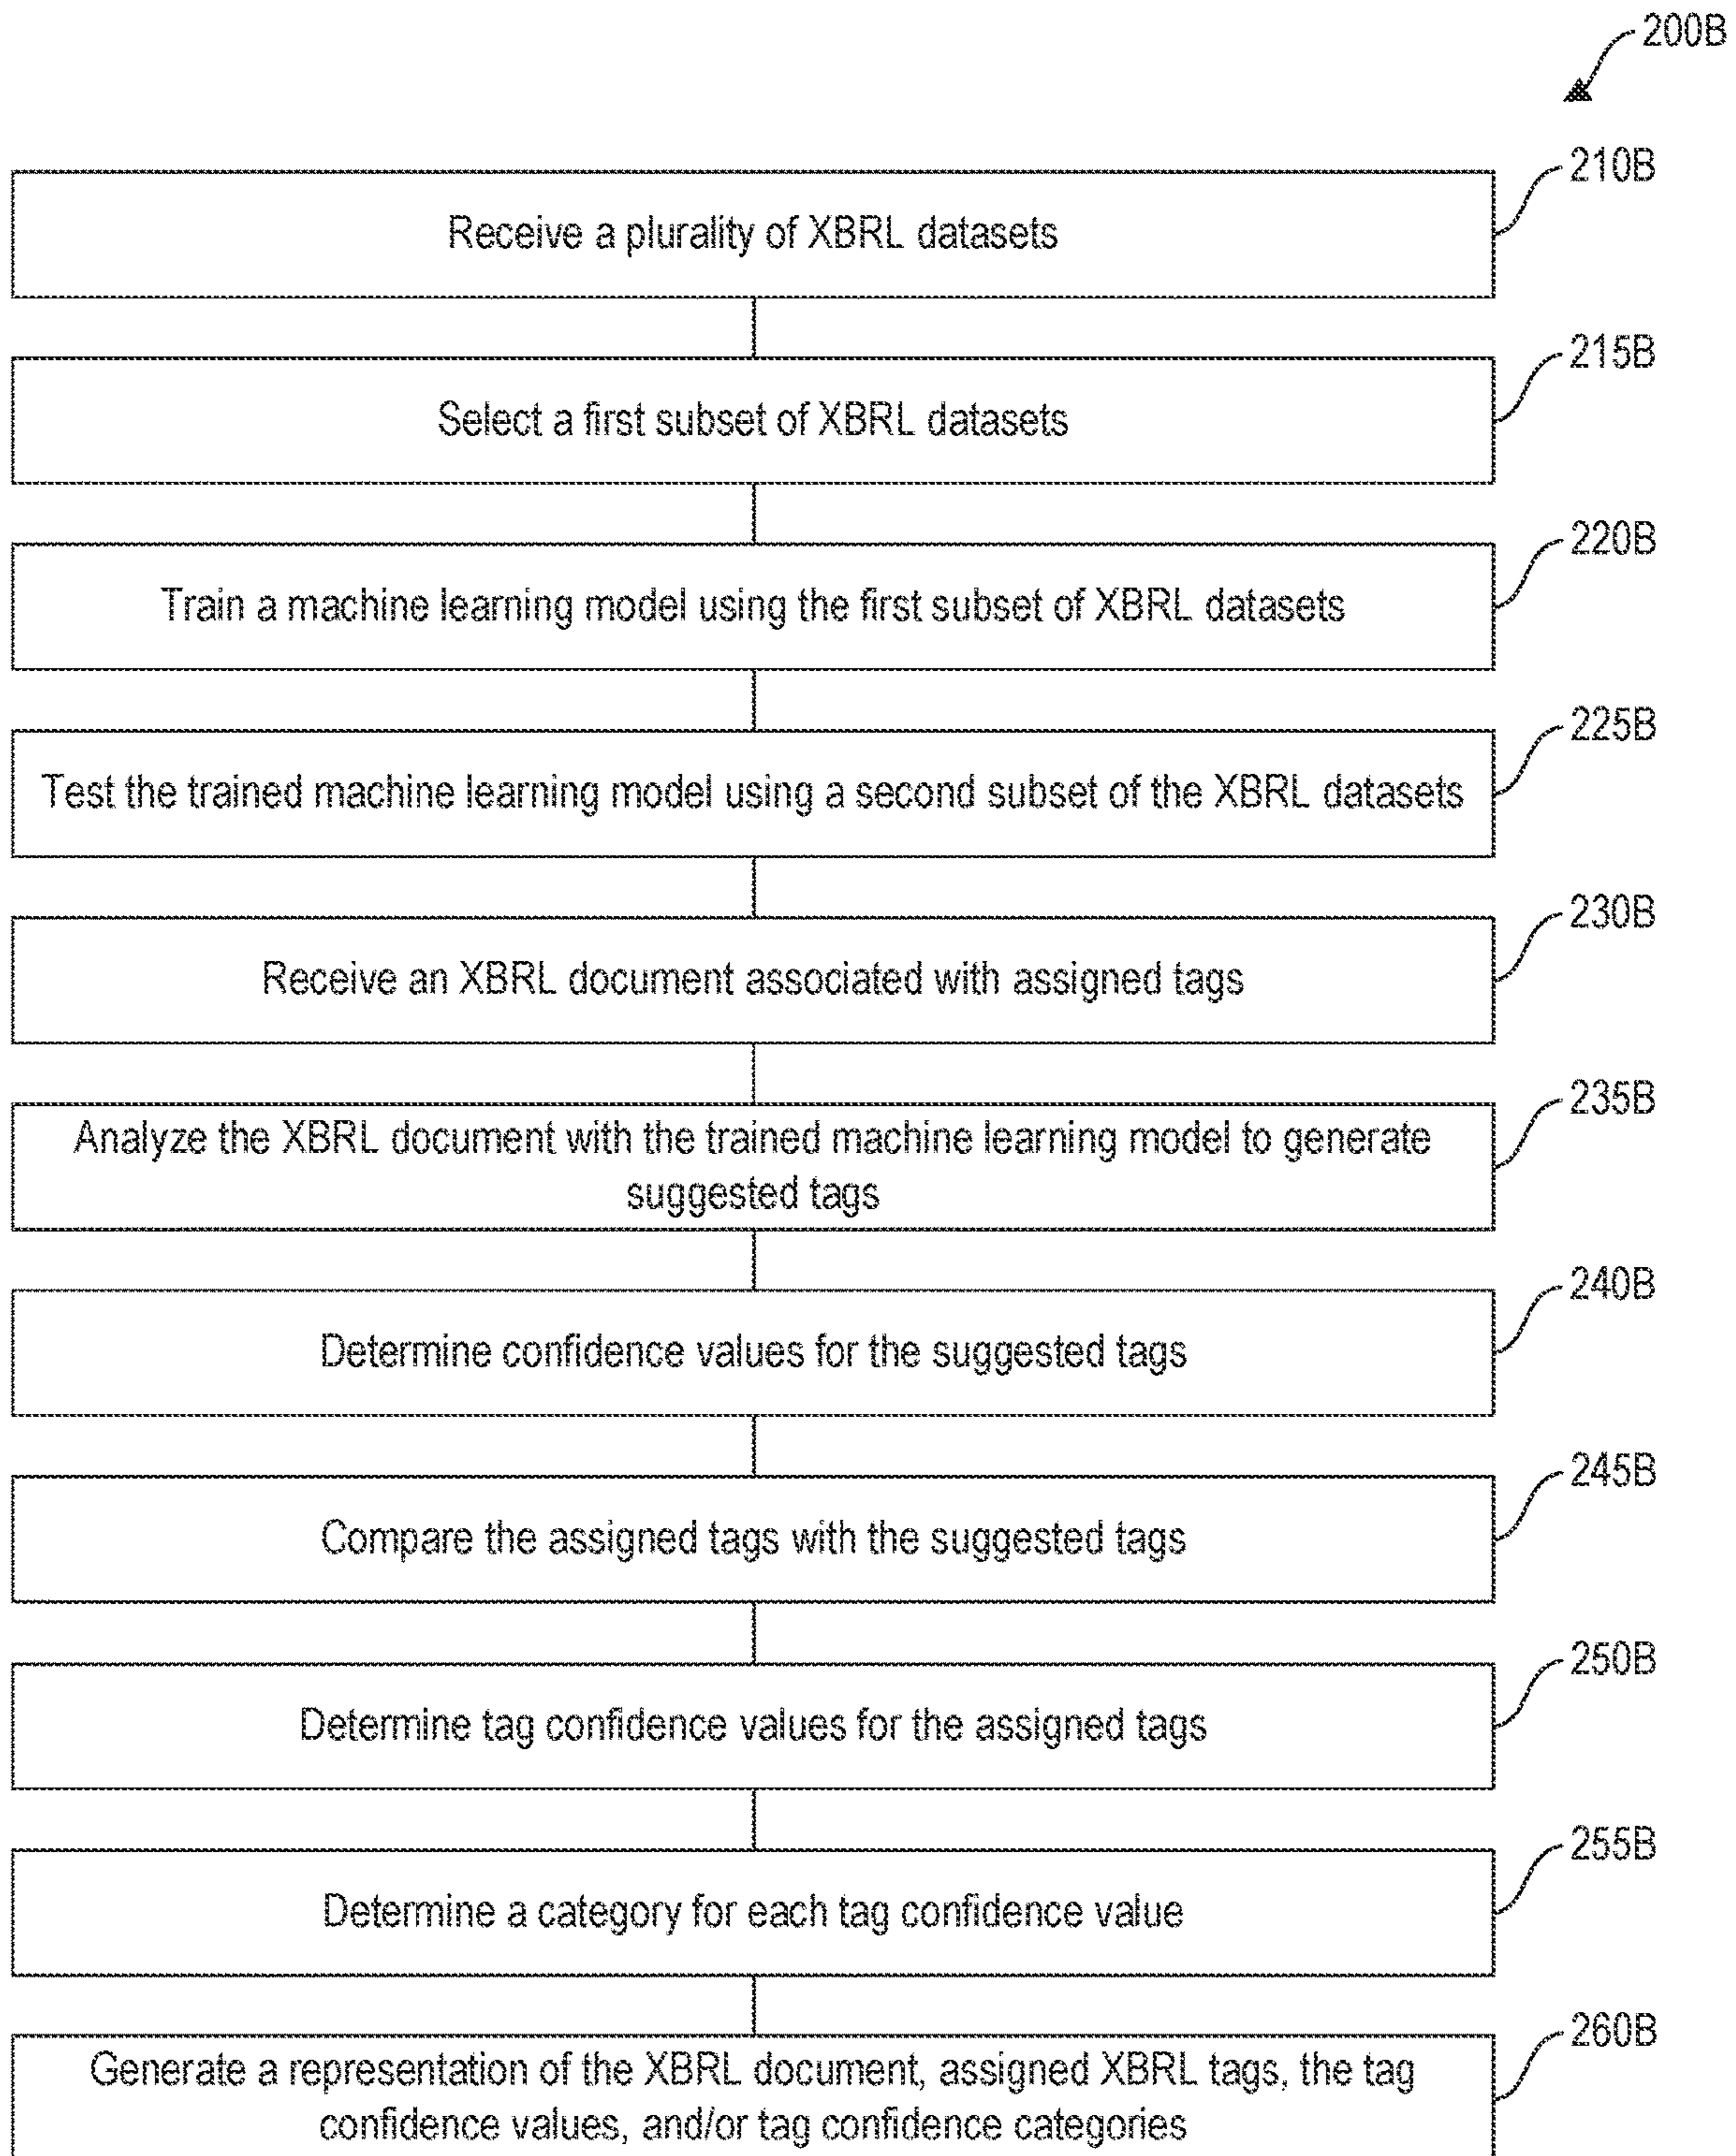 200B
210B
Receive a plurality of XBRL datasets
215B
Select a first subset of XBRL datasets
220B
Train a machine learning model using the first subset of XBRL datasets
225B
Test the trained machine learning model using a second subset of the XBRL datasets
230B
Receive an XBRL document associated with assigned tags
235B
Analyze the XBRL document with the trained machine learning model to generate
suggested tags
240B
Determine confidence values for the suggested tags
245B
Compare the assigned tags with the suggested tags
250B
Determine tag confidence values for the assigned tags
255B
Determine a category for each tag confidence value
260B
Generate a representation of the XBRL document, assigned XBRL tags, the tag
confidence values, and/or tag confidence categories